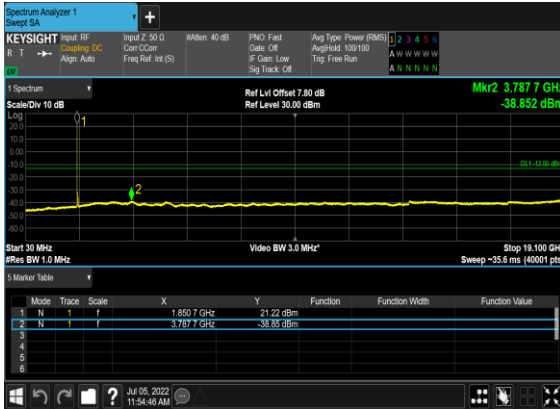 Spectrum Analyzer 1
Swept SA
+
KEYSIGHT
R T
LV
Input: RF
Coupling: DC
Align: Auto
Input Z: 50 Ω
Corr CCorr
Freq Ref: Int (S)
#Atten: 40 dB
PNO: Fast
Gate: Off
IF Gain: Low
Sig Track: Off
Avg Type: Power (RMS)
Avg|Hold: 100/100
Trig: Free Run
1 2 3 4 5 6
A W W W W W
A N N N N N
1 Spectrum
Scale/Div 10 dB
Ref Lvl Offset 7.80 dB
Ref Level 30.00 dBm
Mkr2 3.787 7 GHz
-38.852 dBm
Log
20.0
10.0
0.00
-10.0
-20.0
-30.0
-40.0
-50.0
-60.0
1
2
DL1 -13.00 dBm
Start 30 MHz
#Res BW 1.0 MHz
Video BW 3.0 MHz*
Stop 19.100 GHz
Sweep ~35.6 ms (40001 pts)
5 Marker Table
Mode Trace Scale X Y Function Function Width Function Value
1 N 1 f 1.850 7 GHz 21.22 dBm
2 N 1 f 3.787 7 GHz -38.85 dBm
3
4
5
6
?
Jul 05, 2022
11:54:46 AM